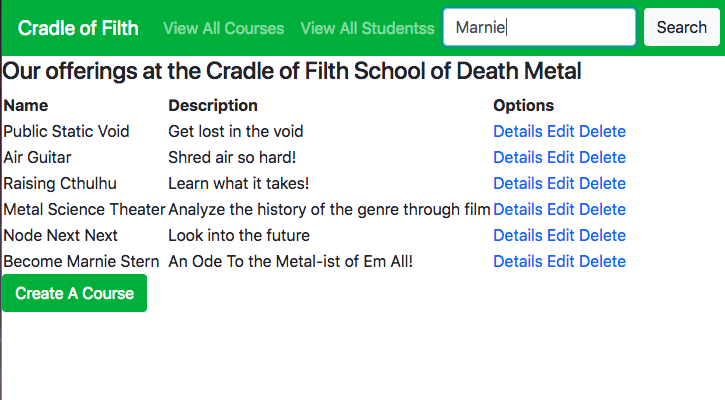 Cradle of Filth View All Courses View All Studentss Marnie Search
Our offerings at the Cradle of Filth School of Death Metal
Name Description Options
Public Static Void Get lost in the void Details Edit Delete
Air Guitar Shred air so hard! Details Edit Delete
Raising Cthulhu Learn what it takes! Details Edit Delete
Metal Science Theater Analyze the history of the genre through film Details Edit Delete
Node Next Next Look into the future Details Edit Delete
Become Marnie Stern An Ode To the Metal-ist of Em All! Details Edit Delete
Create A Course